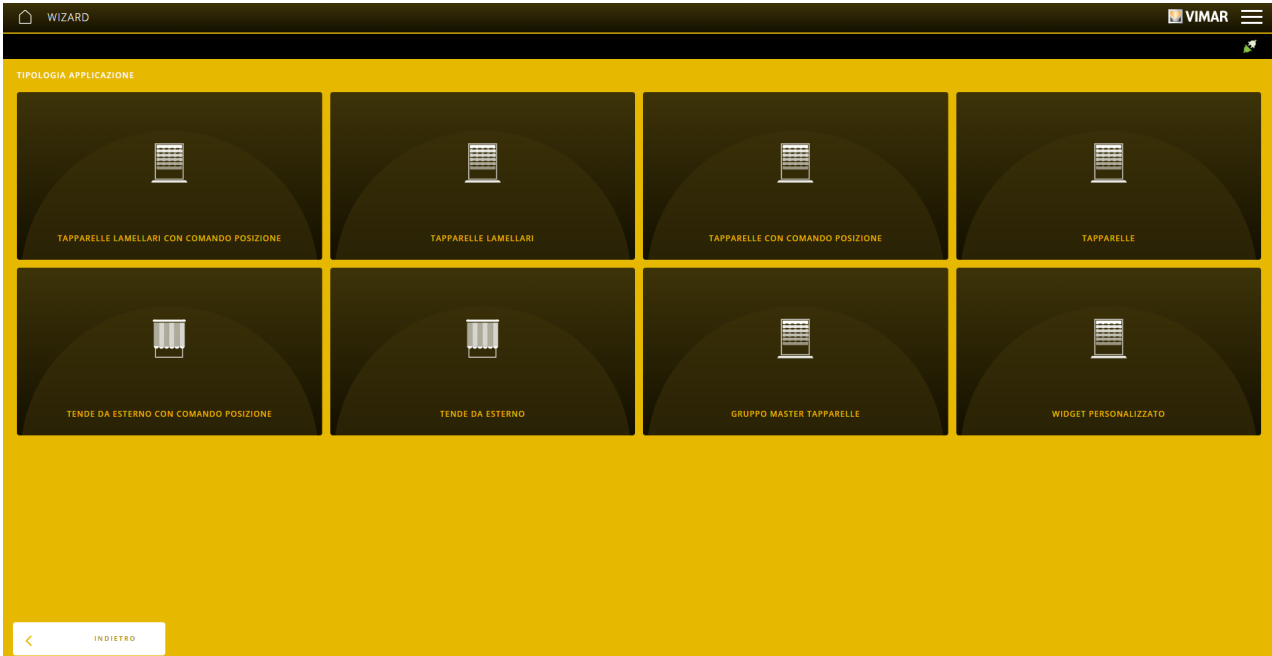 WIZARD
VIMAR
TIPOLOGIA APPLICAZIONE
TAPPARELLE LAMELLARI CON COMANDO POSIZIONE
TAPPARELLE LAMELLARI
TAPPARELLE CON COMANDO POSIZIONE
TAPPARELLE
TENDE DA ESTERNO CON COMANDO POSIZIONE
TENDE DA ESTERNO
GRUPPO MASTER TAPPARELLE
WIDGET PERSONALIZZATO
INDIETRO